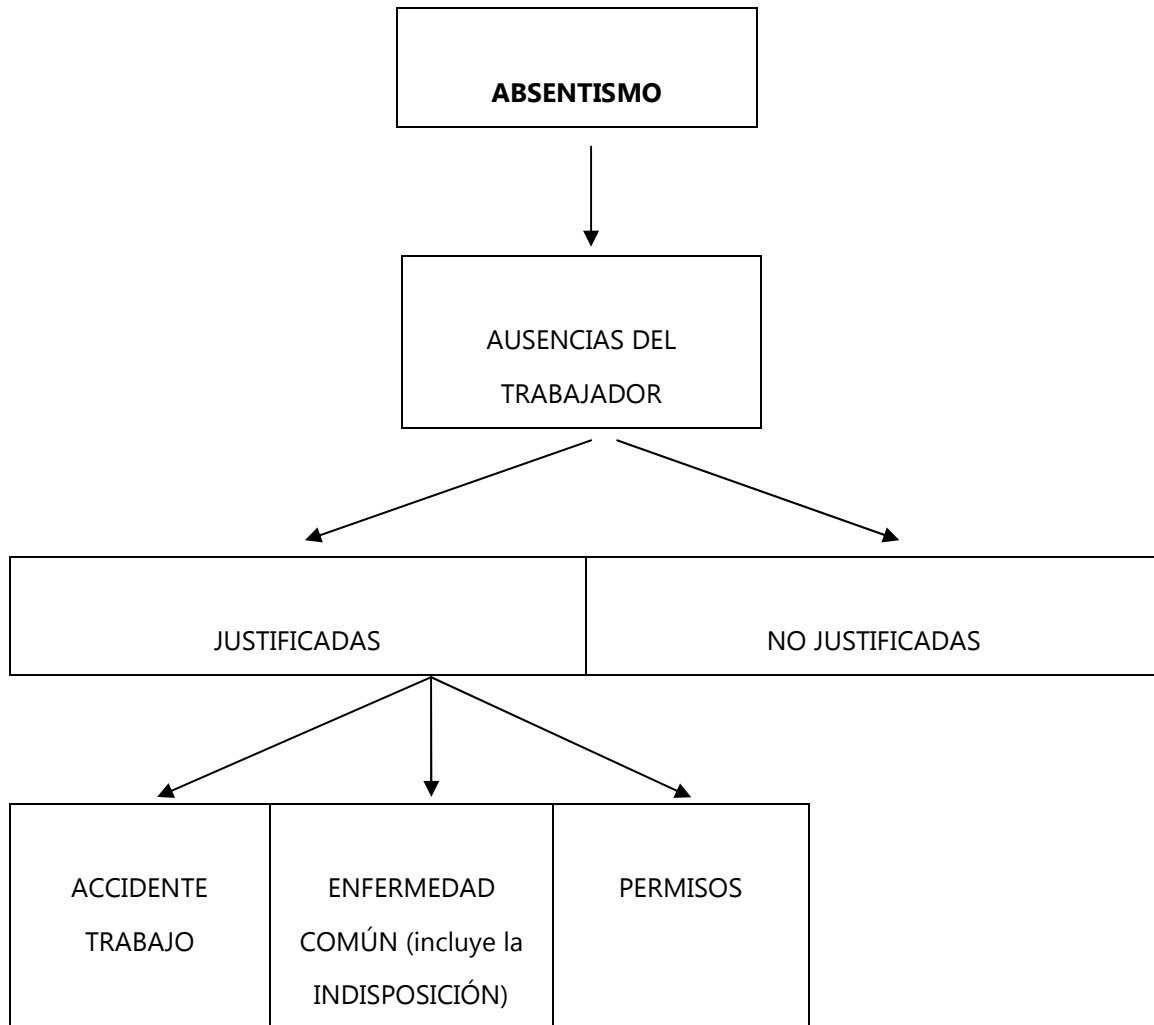 ABSENTISMO
AUSENCIAS DEL
TRABAJADOR
JUSTIFICADAS
NO JUSTIFICADAS
ACCIDENTE
TRABAJO
ENFERMEDAD
COMÚN (incluye la
INDISPOSICIÓN)
PERMISOS